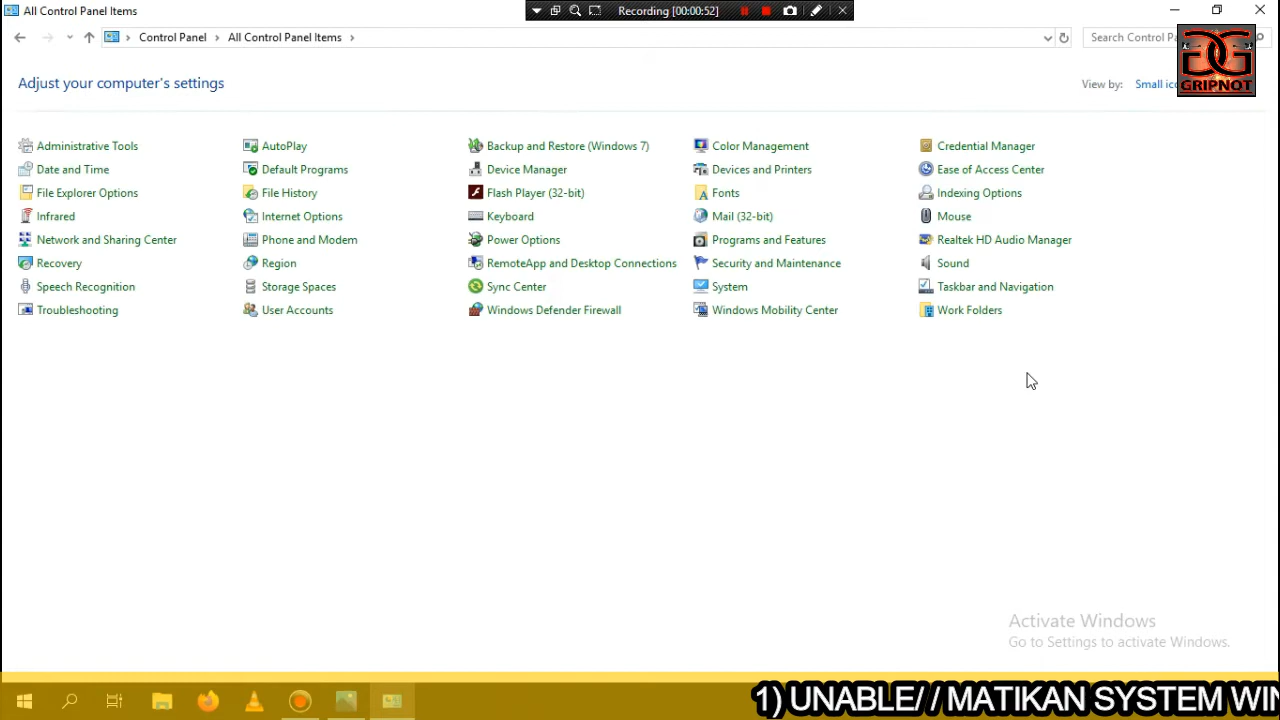 All Control Panel Items
Recording [00:00:52]
Control Panel > All Control Panel Items >
Search Control Pa
GRIPNOT
Adjust your computer's settings
View by: Small ic
Administrative Tools
AutoPlay
Backup and Restore (Windows 7)
Color Management
Credential Manager
Date and Time
Default Programs
Device Manager
Devices and Printers
Ease of Access Center
File Explorer Options
File History
Flash Player (32-bit)
Fonts
Indexing Options
Infrared
Internet Options
Keyboard
Mail (32-bit)
Mouse
Network and Sharing Center
Phone and Modem
Power Options
Programs and Features
Realtek HD Audio Manager
Recovery
Region
RemoteApp and Desktop Connections
Security and Maintenance
Sound
Speech Recognition
Storage Spaces
Sync Center
System
Taskbar and Navigation
Troubleshooting
User Accounts
Windows Defender Firewall
Windows Mobility Center
Work Folders
Activate Windows
Go to Settings to activate Windows.
1) UNABLE/ / MATIKAN SYSTEM WIN